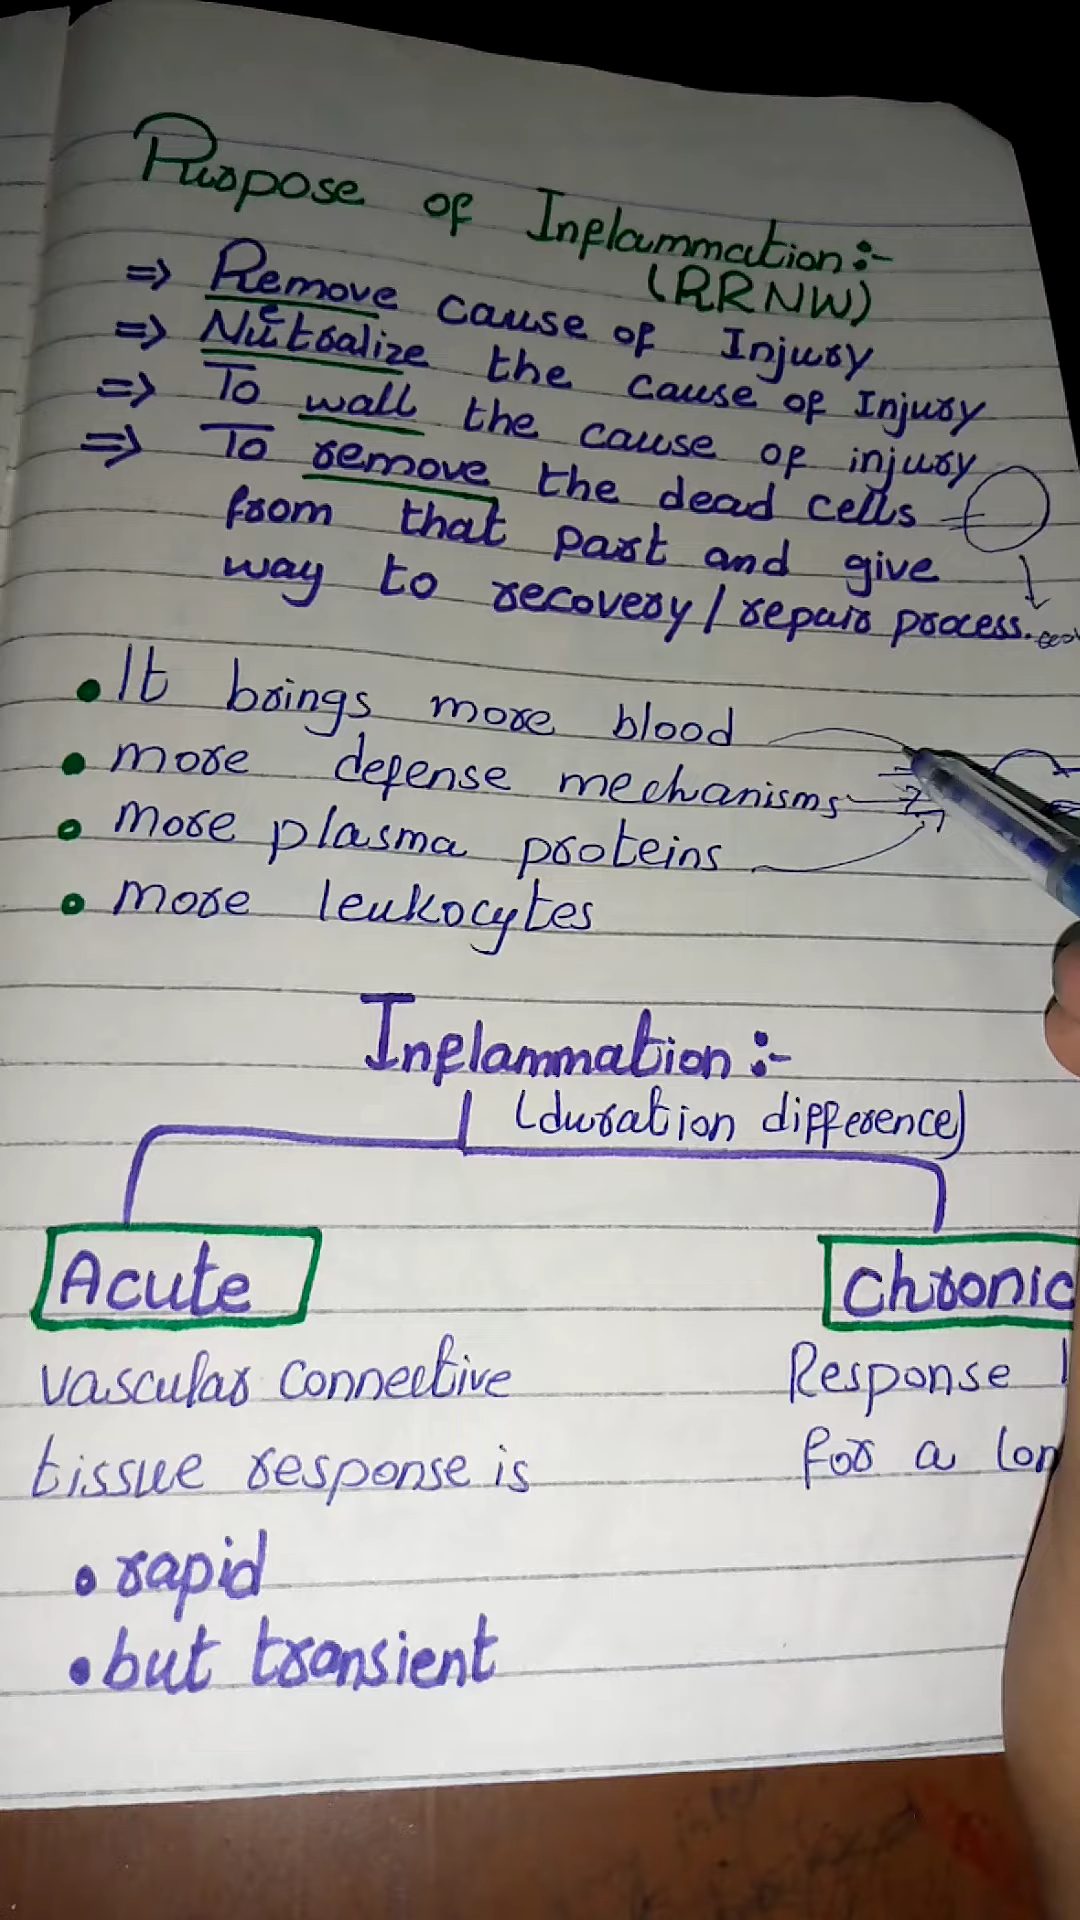 Purpose of Inflammation:-
(RRNW)
=> Remove cause of Injury
=> Nuetralize the cause of Injury
=> To wall the cause of injury
=> To remove the dead cells
from that part and give
way to recovery/repair process.
• It brings more blood
• more defense mechanisms
• more plasma proteins
• more leukocytes
Inflammation:-
(duration difference)
Acute
Chronic
vascular connective
tissue response is
• rapid
• but transient
Response
for a